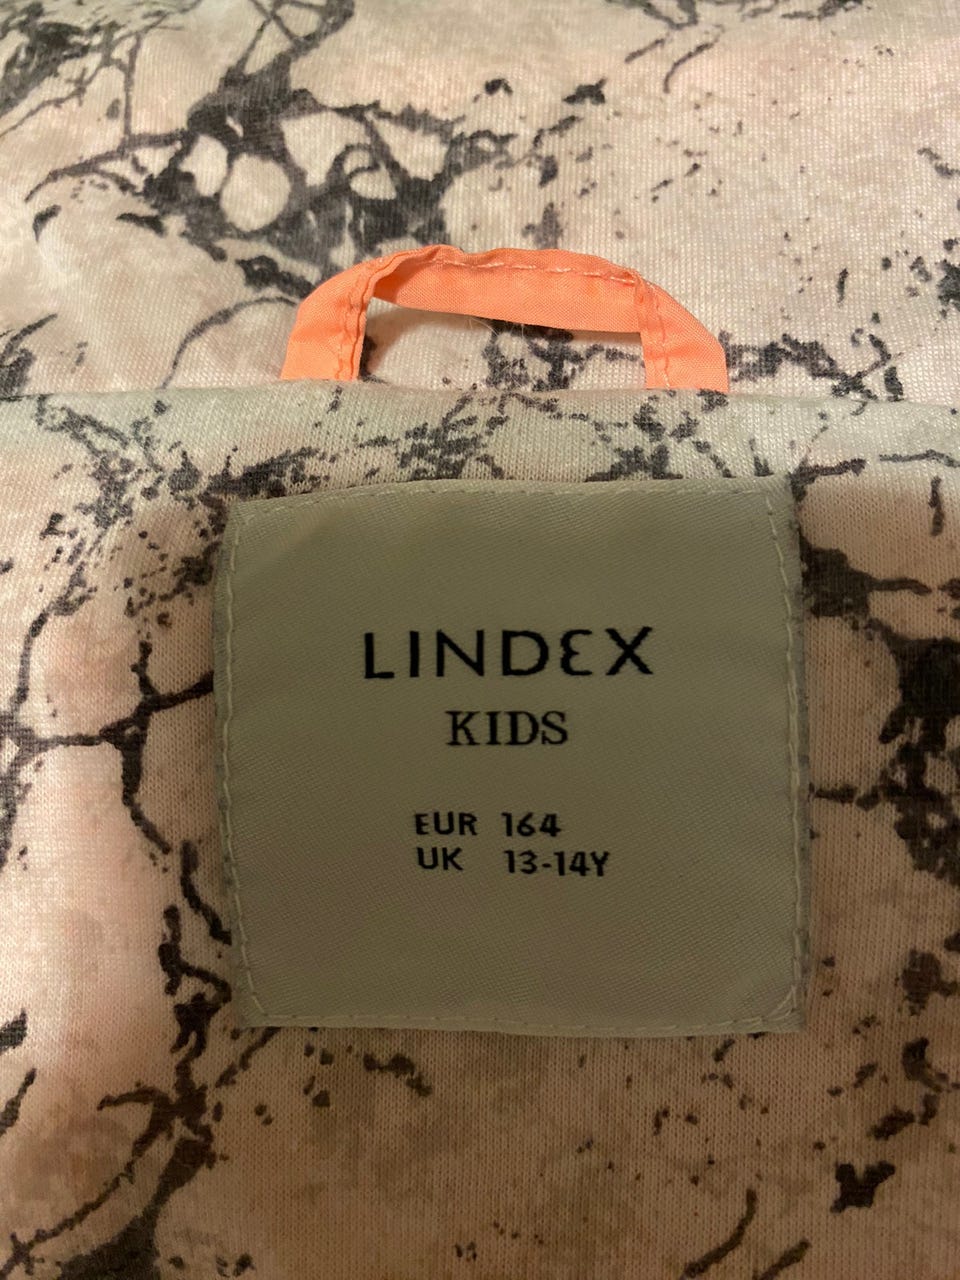 LINDEX
KIDS
EUR 164
UK 13-14Y